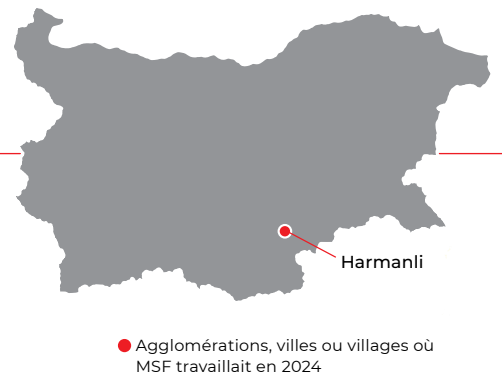 Harmanli
Agglomérations, villes ou villages où
MSF travaillait en 2024